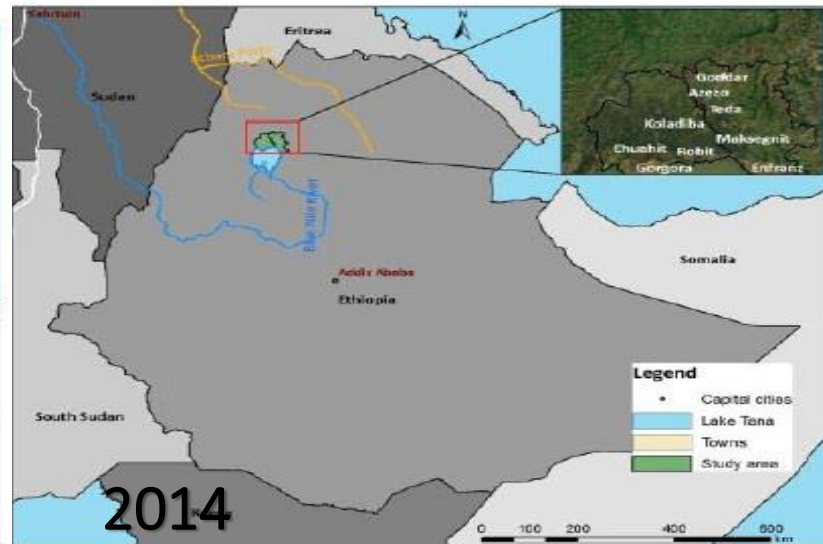 N
Eritrea
Sudan
Gondar
Azezo
Teda
Koladiba
Maksegnit
Chuahit
Robit
Gorgora
Enfranz
Blue Nile River
Somalia
Addis Ababa
Ethiopia
Legend
Capital cities
Lake Tana
Towns
Study area
South Sudan
2014
0 100 200 400 600
km